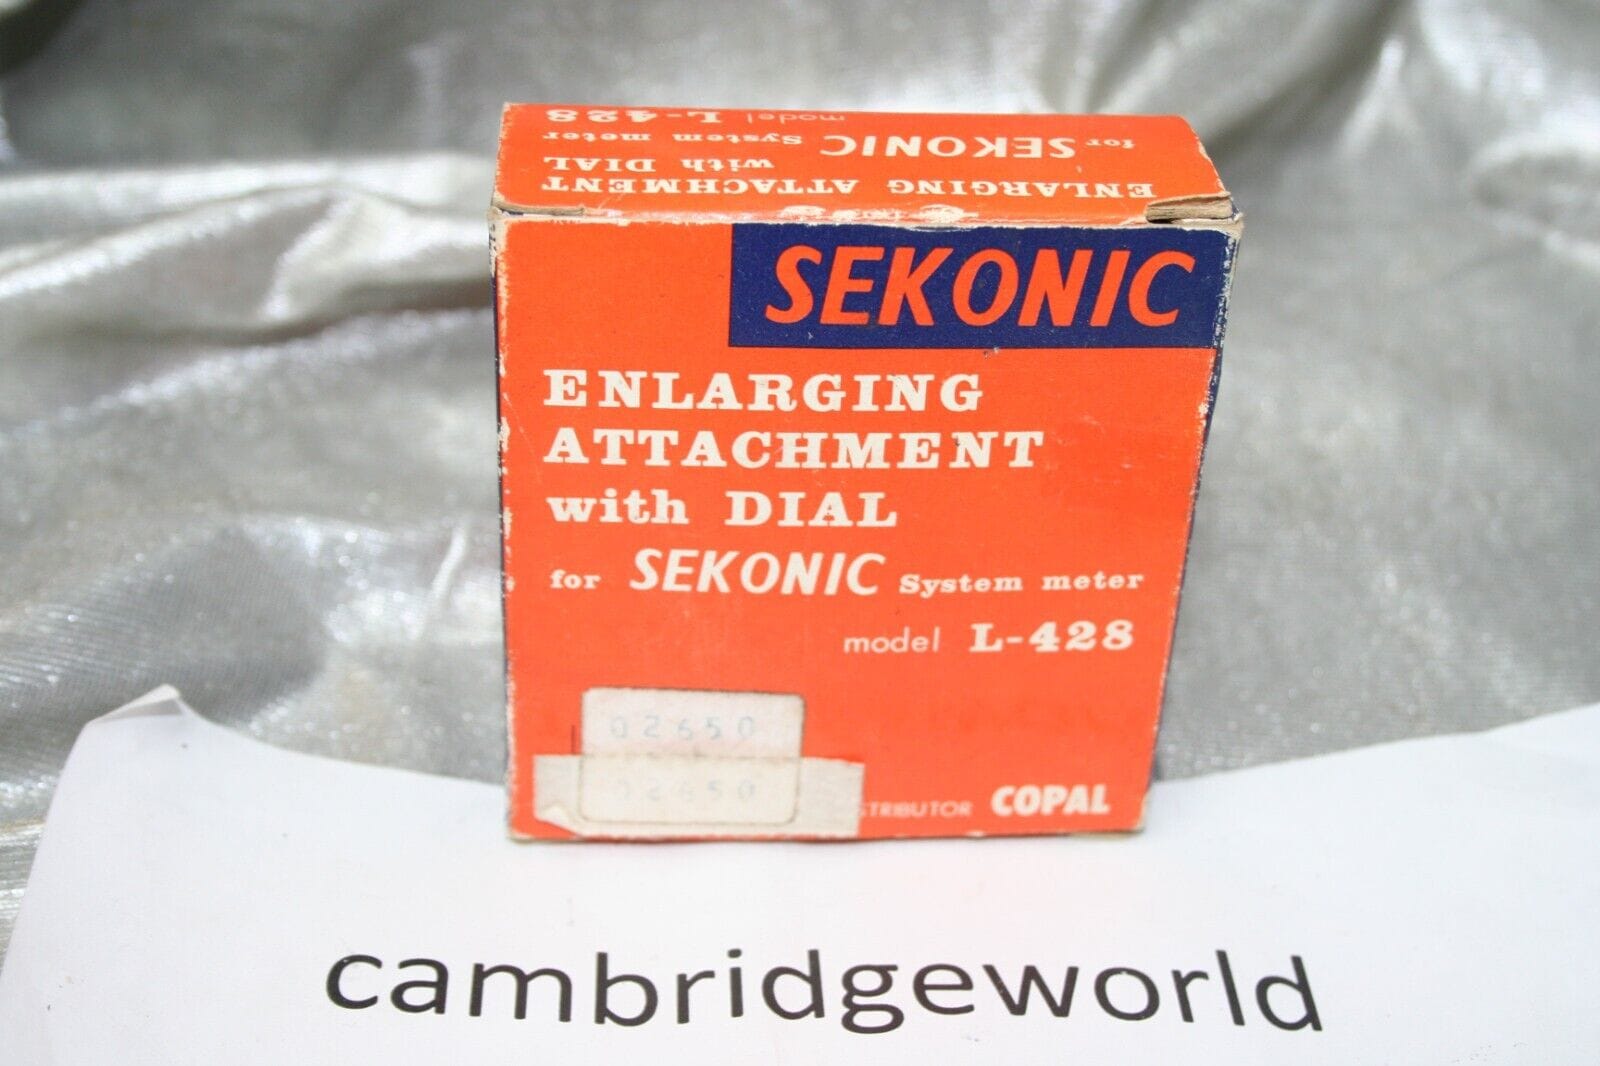 ENLARGING ATTACHMENT
with DIAL
for SEKONIC System meter
model L-428
SEKONIC
ENLARGING
ATTACHMENT
with DIAL
for SEKONIC System meter
model L-428
02650
02650
COPAL
cambridgeworld